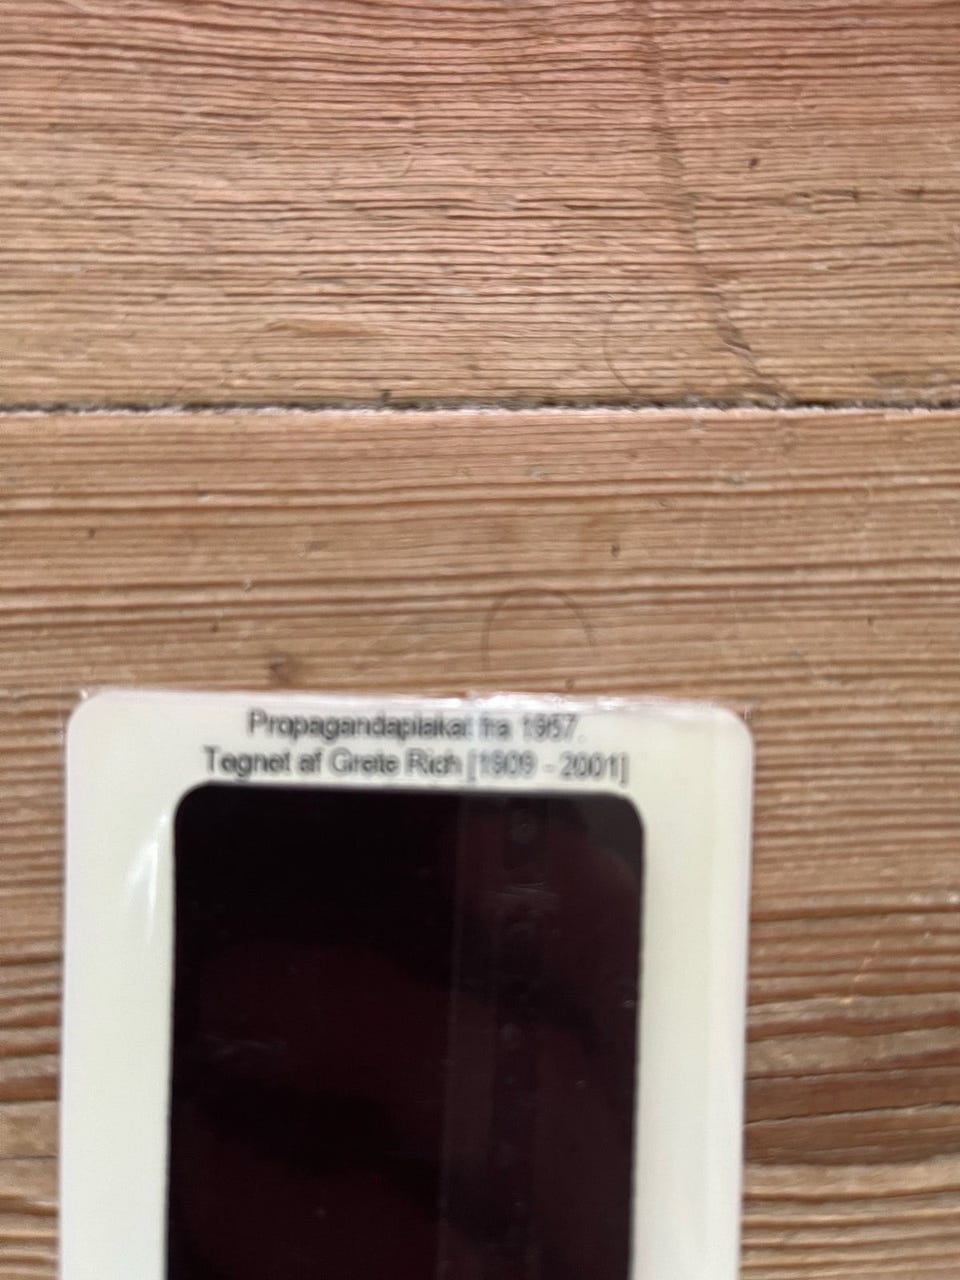 Propagandaplakat fra 1957.
Tegnet af Grete Rich [1909 - 2001]